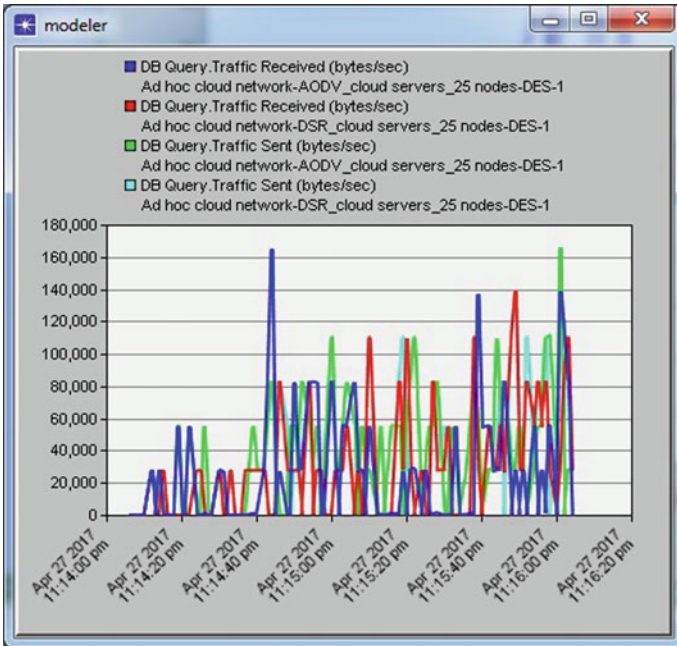 modeler
DB Query.Traffic Received (bytes/sec)
Ad hoc cloud network-AODV_cloud servers_25 nodes-DES-1
DB Query.Traffic Received (bytes/sec)
Ad hoc cloud network-DSR_cloud servers_25 nodes-DES-1
DB Query.Traffic Sent (bytes/sec)
Ad hoc cloud network-AODV_cloud servers_25 nodes-DES-1
DB Query.Traffic Sent (bytes/sec)
Ad hoc cloud network-DSR_cloud servers_25 nodes-DES-1
180,000
160,000
140,000
120,000
100,000
80,000
60,000
40,000
20,000
0
Apr 27 2017
11:14:00 pm
Apr 27 2017
11:14:20 pm
Apr 27 2017
11:14:40 pm
Apr 27 2017
11:15:00 pm
Apr 27 2017
11:15:20 pm
Apr 27 2017
11:15:40 pm
Apr 27 2017
11:16:00 pm
Apr 27 2017
11:16:20 pm